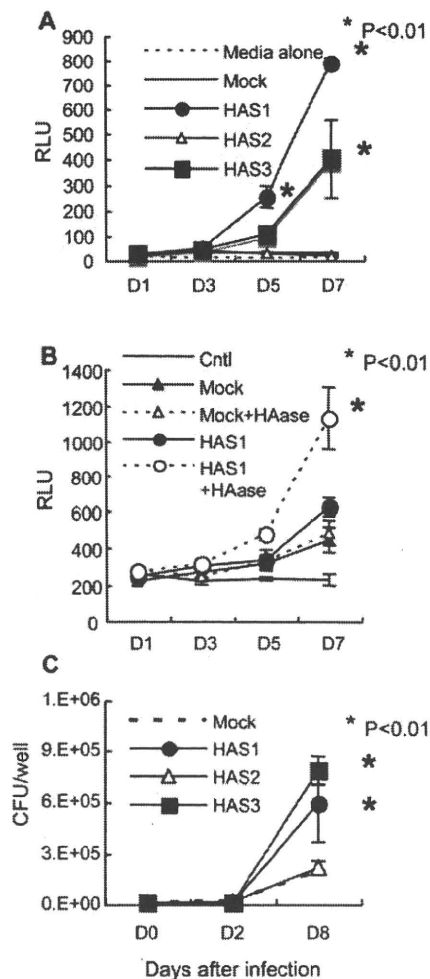 A
* P<0.01
900
800
700
600
500
400
300
200
100
0
RLU
Media alone
Mock
HAS1
HAS2
HAS3
*
*
*
D1 D3 D5 D7
B
* P<0.01
1400
1200
1000
800
600
400
200
0
RLU
Cntl
Mock
Mock+HAase
HAS1
HAS1
+HAase
*
D1 D3 D5 D7
C
* P<0.01
1.E+06
9.E+05
6.E+05
3.E+05
0.E+00
CFU/well
Mock
HAS1
HAS2
HAS3
*
*
D0 D2 D8
Days after infection